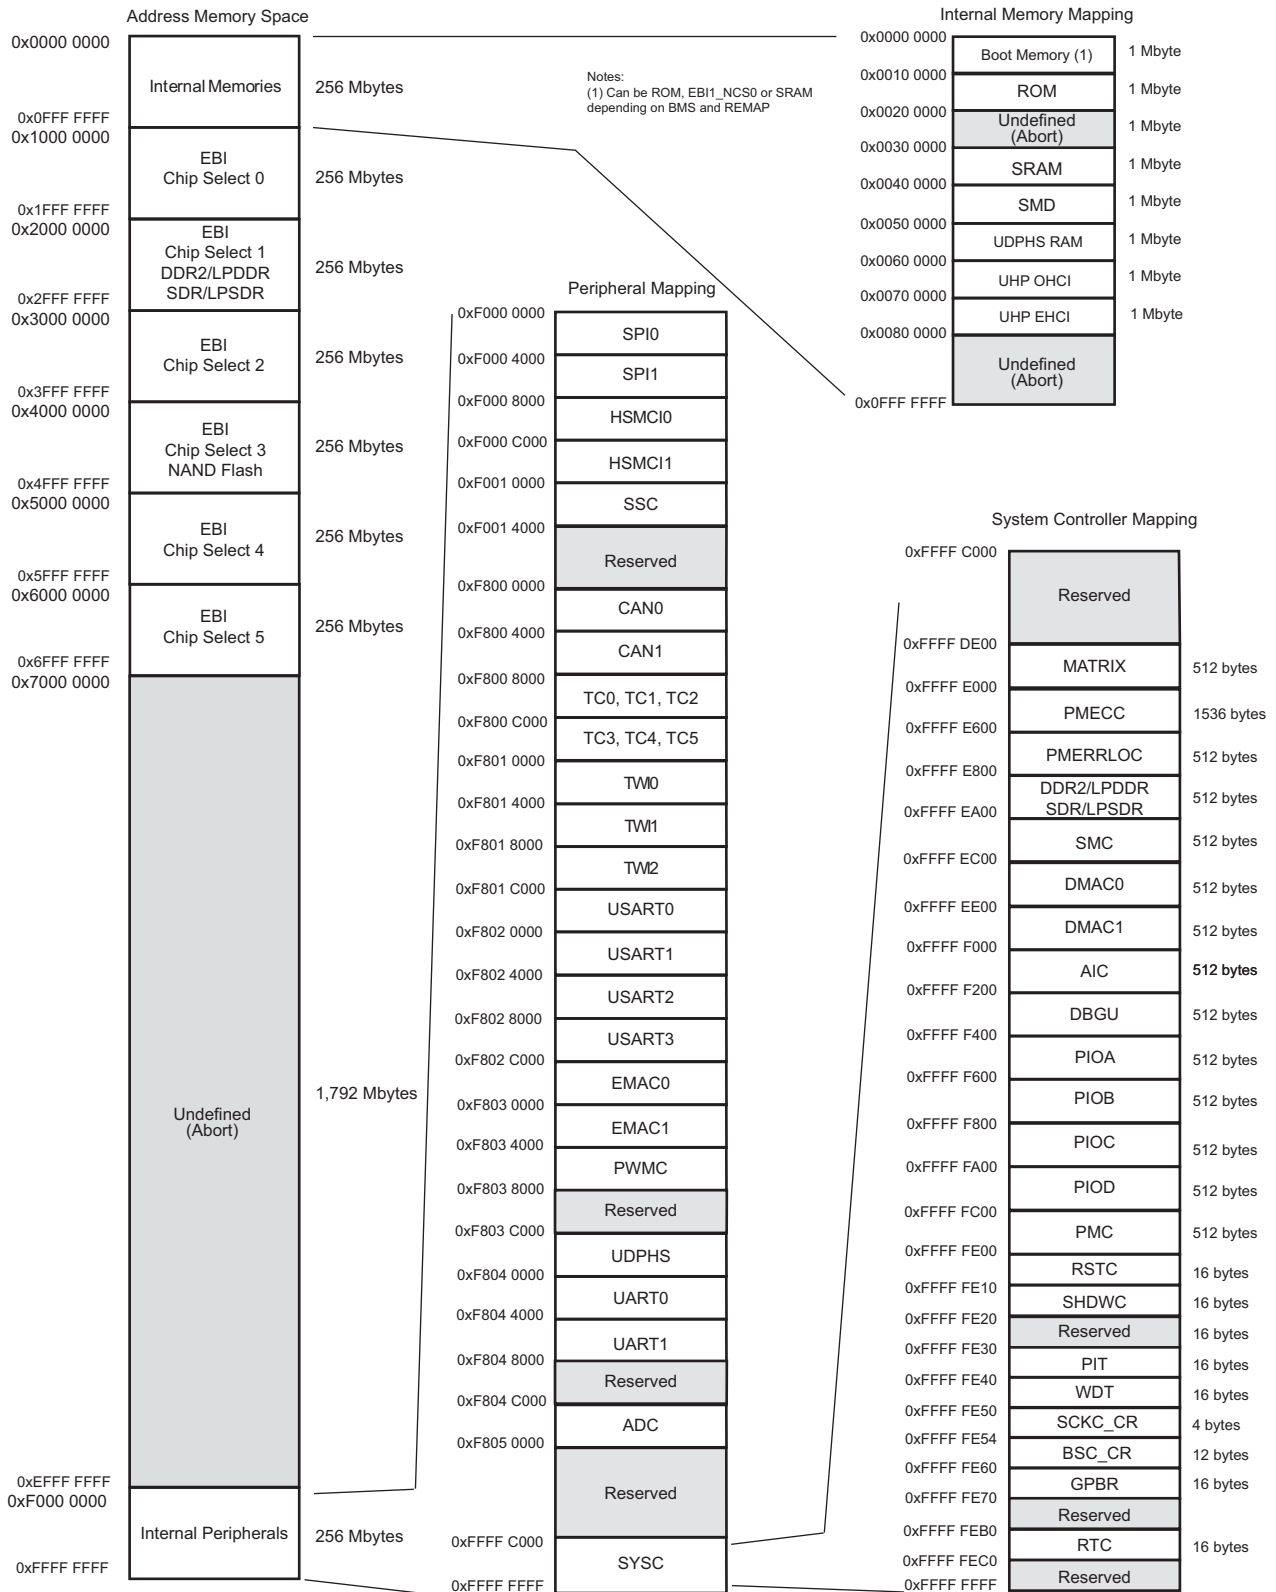 Address Memory Space
0x0000 0000
Internal Memories
256 Mbytes
0x0FFF FFFF
0x1000 0000
EBI
Chip Select 0
256 Mbytes
0x1FFF FFFF
0x2000 0000
EBI
Chip Select 1
DDR2/LPDDR
SDR/LPSDR
256 Mbytes
0x2FFF FFFF
0x3000 0000
EBI
Chip Select 2
256 Mbytes
0x3FFF FFFF
0x4000 0000
EBI
Chip Select 3
NAND Flash
256 Mbytes
0x4FFF FFFF
0x5000 0000
EBI
Chip Select 4
256 Mbytes
0x5FFF FFFF
0x6000 0000
EBI
Chip Select 5
256 Mbytes
0x6FFF FFFF
0x7000 0000
Undefined
(Abort)
1,792 Mbytes
0xEFFF FFFF
0xF000 0000
Internal Peripherals
256 Mbytes
0xFFFF FFFF
Notes:
(1) Can be ROM, EBI1_NCS0 or SRAM
depending on BMS and REMAP
Peripheral Mapping
0xF000 0000
SPI0
0xF000 4000
SPI1
0xF000 8000
HSMCI0
0xF000 C000
HSMCI1
0xF001 0000
SSC
0xF001 4000
Reserved
0xF800 0000
CAN0
0xF800 4000
CAN1
0xF800 8000
TC0, TC1, TC2
0xF800 C000
TC3, TC4, TC5
0xF801 0000
TWI0
0xF801 4000
TWI1
0xF801 8000
TWI2
0xF801 C000
USART0
0xF802 0000
USART1
0xF802 4000
USART2
0xF802 8000
USART3
0xF802 C000
EMAC0
0xF803 0000
EMAC1
0xF803 4000
PWMC
0xF803 8000
Reserved
0xF803 C000
UDPHS
0xF804 0000
UART0
0xF804 4000
UART1
0xF804 8000
Reserved
0xF804 C000
ADC
0xF805 0000
Reserved
0xFFFF C000
SYSC
0xFFFF FFFF
Internal Memory Mapping
0x0000 0000
Boot Memory (1)
1 Mbyte
0x0010 0000
ROM
1 Mbyte
0x0020 0000
Undefined
(Abort)
1 Mbyte
0x0030 0000
SRAM
1 Mbyte
0x0040 0000
SMD
1 Mbyte
0x0050 0000
UDPHS RAM
1 Mbyte
0x0060 0000
UHP OHCI
1 Mbyte
0x0070 0000
UHP EHCI
1 Mbyte
0x0080 0000
Undefined
(Abort)
0x0FFF FFFF
System Controller Mapping
0xFFFF C000
Reserved
0xFFFF DE00
MATRIX
512 bytes
0xFFFF E000
PMECC
1536 bytes
0xFFFF E600
PMERRLOC
512 bytes
0xFFFF E800
DDR2/LPDDR
SDR/LPSDR
512 bytes
0xFFFF EA00
SMC
512 bytes
0xFFFF EC00
DMAC0
512 bytes
0xFFFF EE00
DMAC1
512 bytes
0xFFFF F000
AIC
512 bytes
0xFFFF F200
DBGU
512 bytes
0xFFFF F400
PIOA
512 bytes
0xFFFF F600
PIOB
512 bytes
0xFFFF F800
PIOC
512 bytes
0xFFFF FA00
PIOD
512 bytes
0xFFFF FC00
PMC
512 bytes
0xFFFF FE00
RSTC
16 bytes
0xFFFF FE10
SHDWC
16 bytes
0xFFFF FE20
Reserved
16 bytes
0xFFFF FE30
PIT
16 bytes
0xFFFF FE40
WDT
16 bytes
0xFFFF FE50
SCKC_CR
4 bytes
0xFFFF FE54
BSC_CR
12 bytes
0xFFFF FE60
GPBR
16 bytes
0xFFFF FE70
Reserved
0xFFFF FEB0
RTC
16 bytes
0xFFFF FEC0
Reserved
0xFFFF FFFF